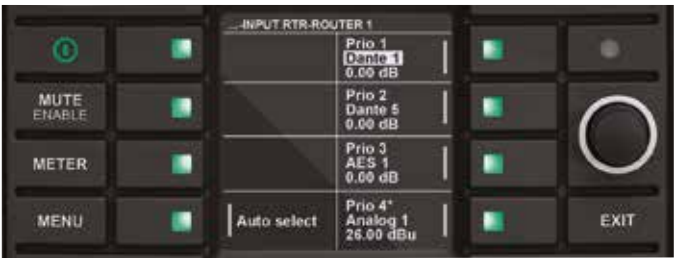 ...-INPUT RTR-ROUTER 1
Prio 1
Dante 1
0.00 dB
MUTE
ENABLE
Prio 2
Dante 5
0.00 dB
METER
Prio 3
AES 1
0.00 dB
MENU
Auto select
Prio 4*
Analog 1
26.00 dBu
EXIT